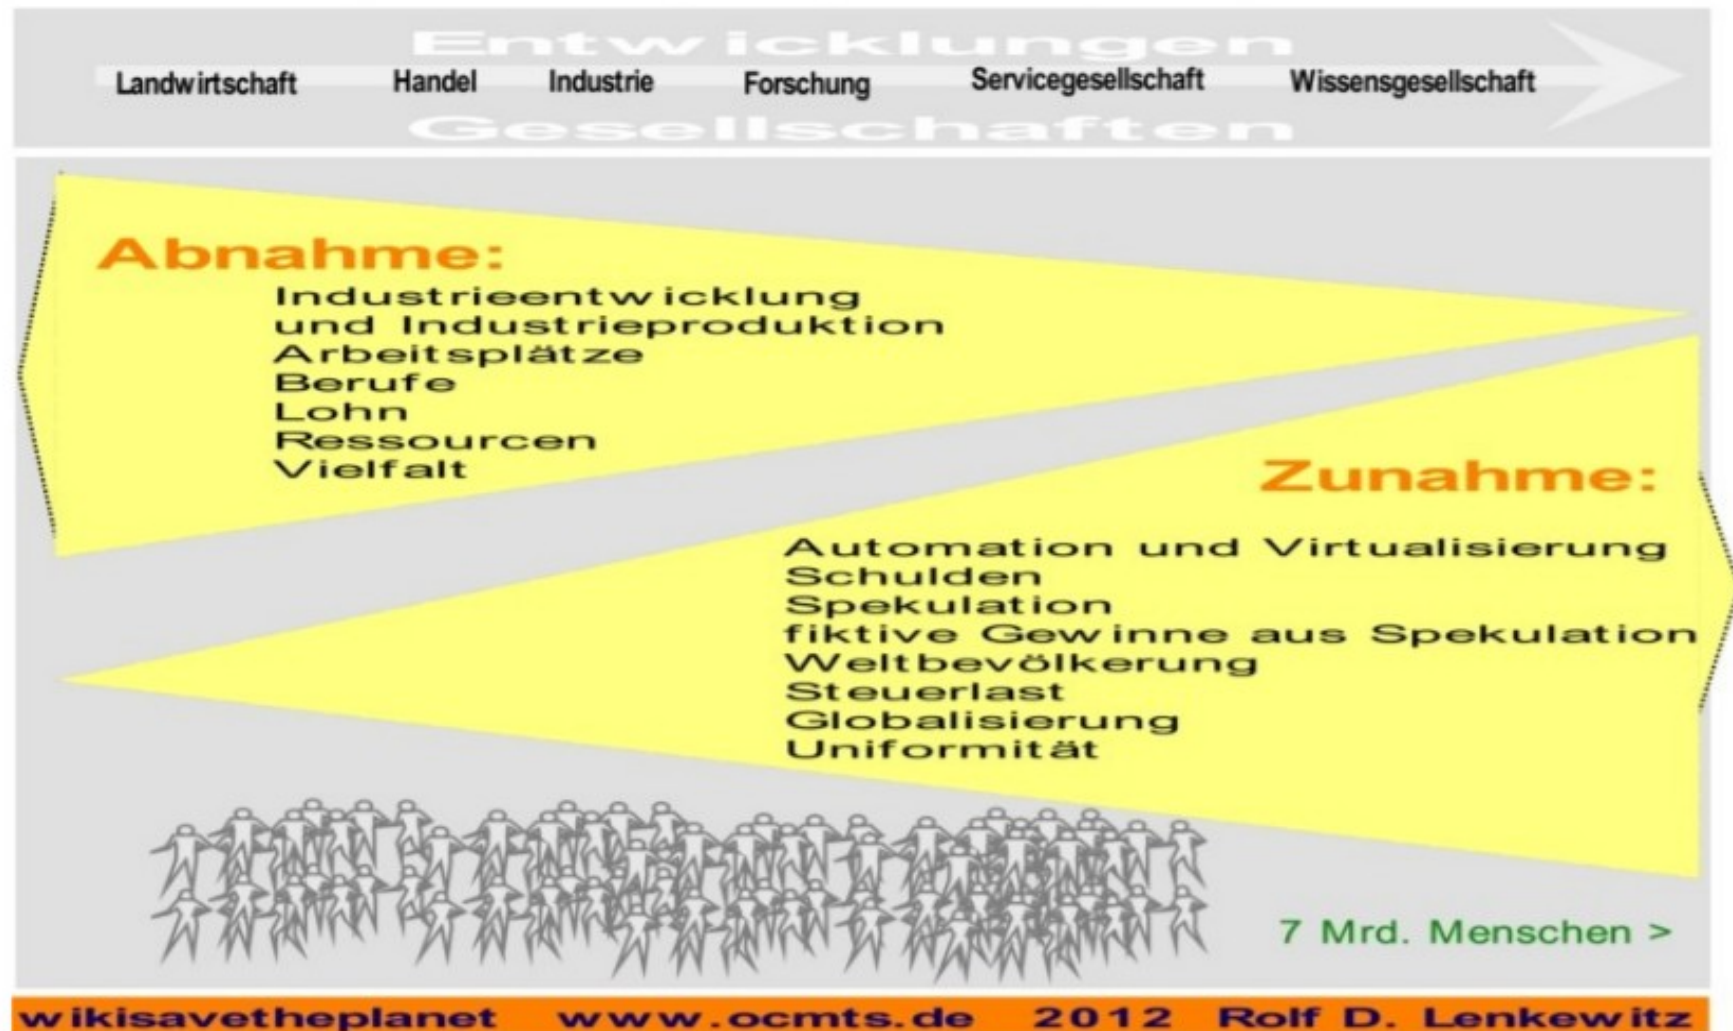 Entwicklungen
Landwirtschaft Handel Industrie Forschung Servicegesellschaft Wissensgesellschaft
Gesellschaften
Abnahme:
Industrieentwicklung
und Industrieproduktion
Arbeitsplätze
Berufe
Lohn
Ressourcen
Vielfalt
Zunahme:
Automation und Virtualisierung
Schulden
Spekulation
fiktive Gewinne aus Spekulation
Weltbevölkerung
Steuerlast
Globalisierung
Uniformität
7 Mrd. Menschen >
wikisavetheplanet www.ocmts.de 2012 Rolf D. Lenkewitz